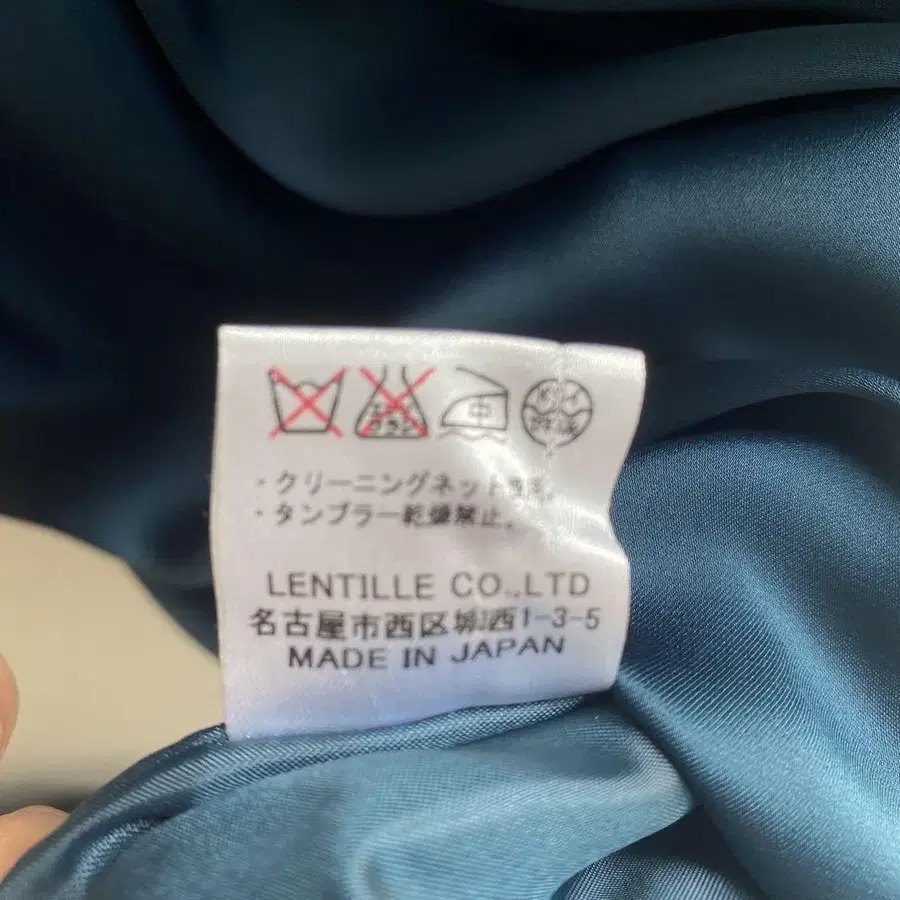 中
・クリーニングネット使用。
・タンブラー乾燥禁止。
LENTILLE CO.,LTD
名古屋市西区城西1-3-5
MADE IN JAPAN